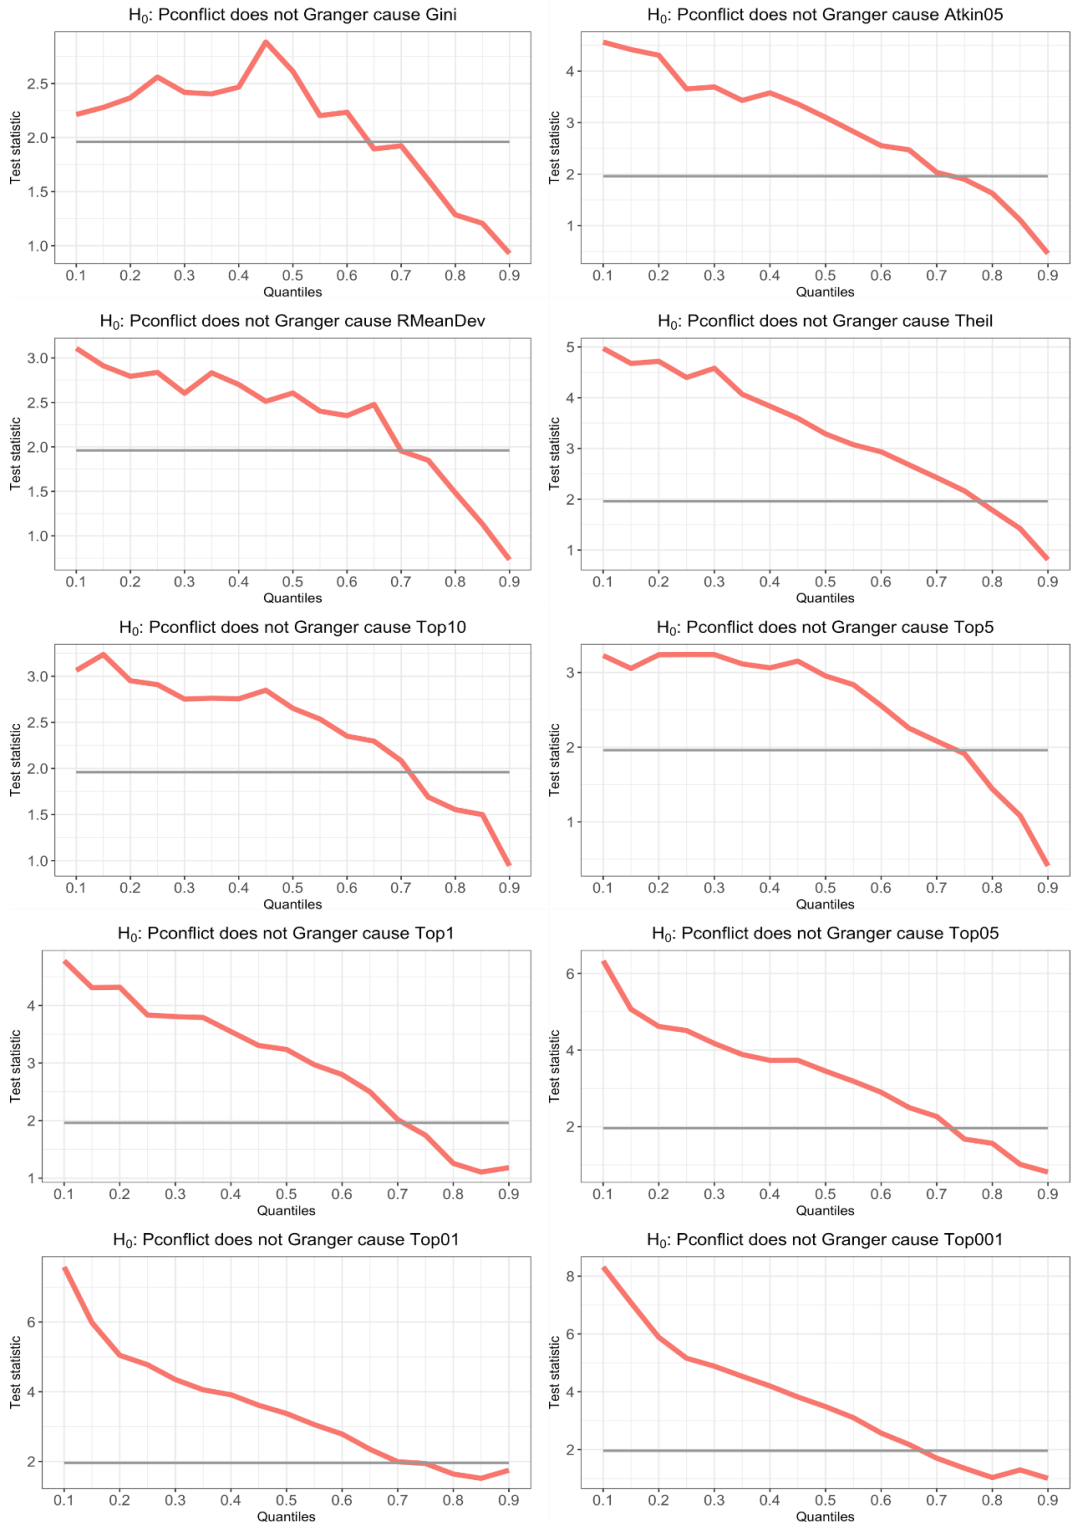 H0: Pconflict does not Granger cause Gini
Test statistic
2.5
2.0
1.5
1.0
0.1 0.2 0.3 0.4 0.5 0.6 0.7 0.8 0.9
Quantiles
H0: Pconflict does not Granger cause Atkin05
Test statistic
4
3
2
1
0.1 0.2 0.3 0.4 0.5 0.6 0.7 0.8 0.9
Quantiles
H0: Pconflict does not Granger cause RMeanDev
Test statistic
3.0
2.5
2.0
1.5
1.0
0.1 0.2 0.3 0.4 0.5 0.6 0.7 0.8 0.9
Quantiles
H0: Pconflict does not Granger cause Theil
Test statistic
5
4
3
2
1
0.1 0.2 0.3 0.4 0.5 0.6 0.7 0.8 0.9
Quantiles
H0: Pconflict does not Granger cause Top10
Test statistic
3.0
2.5
2.0
1.5
1.0
0.1 0.2 0.3 0.4 0.5 0.6 0.7 0.8 0.9
Quantiles
H0: Pconflict does not Granger cause Top5
Test statistic
3
2
1
0.1 0.2 0.3 0.4 0.5 0.6 0.7 0.8 0.9
Quantiles
H0: Pconflict does not Granger cause Top1
Test statistic
4
3
2
1
0.1 0.2 0.3 0.4 0.5 0.6 0.7 0.8 0.9
Quantiles
H0: Pconflict does not Granger cause Top05
Test statistic
6
4
2
0.1 0.2 0.3 0.4 0.5 0.6 0.7 0.8 0.9
Quantiles
H0: Pconflict does not Granger cause Top01
Test statistic
6
4
2
0.1 0.2 0.3 0.4 0.5 0.6 0.7 0.8 0.9
Quantiles
H0: Pconflict does not Granger cause Top001
Test statistic
8
6
4
2
0.1 0.2 0.3 0.4 0.5 0.6 0.7 0.8 0.9
Quantiles